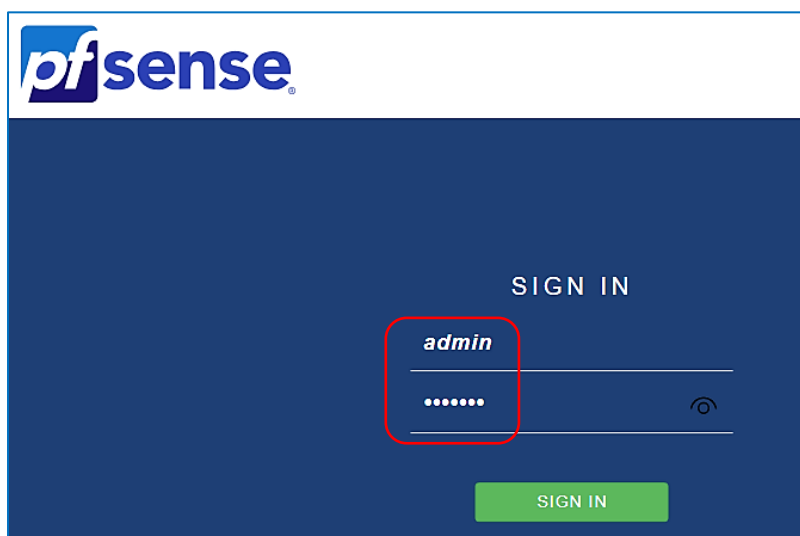 pfsense®
SIGN IN
admin
•••••••
SIGN IN